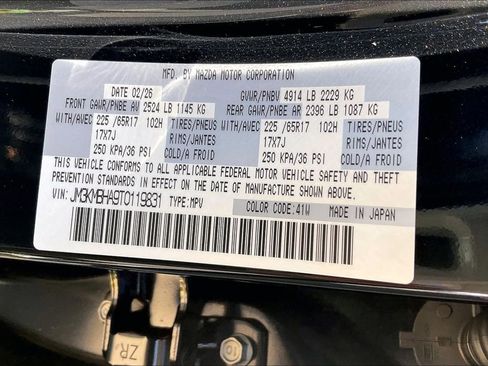 MFD. BY MAZDA MOTOR CORPORATION
DATE 02/26 GVWR/PNBV 4914 LB 2229 KG
FRONT GAWR/PNBE AV 2524 LB 1145 KG REAR GAWR/PNBE AR 2396 LB 1087 KG
WITH/AVEC 225 /65R17 102H TIRES/PNEUS WITH/AVEC 225 /65R17 102H TIRES/PNEUS
17X7J RIMS/JANTES 17X7J RIMS/JANTES
250 KPA/36 PSI COLD/A FROID 250 KPA/36 PSI COLD/A FROID
THIS VEHICLE CONFORMS TO ALL APPLICABLE FEDERAL MOTOR VEHICLE SAFETY AND THEFT
PREVENTION STANDARDS IN EFFECT ON THE DATE OF MANUFACTURE SHOWN ABOVE.
VIN: JM3KMBHA9T0119831 TYPE:MPV COLOR CODE:41W MADE IN JAPAN
ZR
10